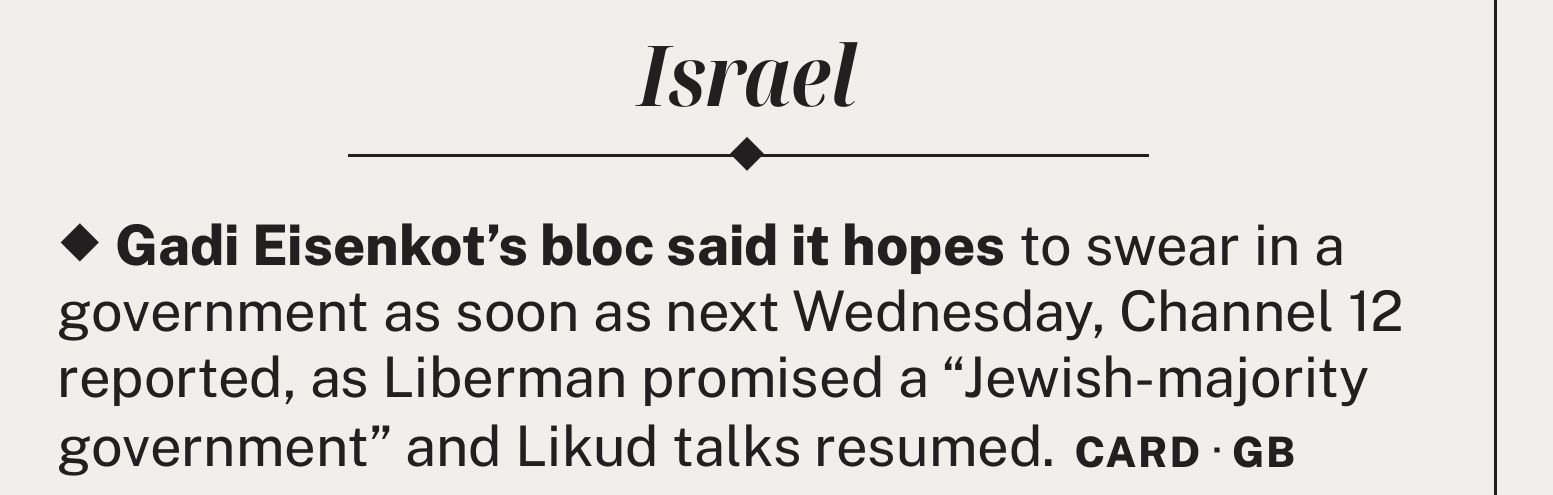 Israel
◆ Gadi Eisenkot’s bloc said it hopes to swear in a
government as soon as next Wednesday, Channel 12
reported, as Liberman promised a “Jewish-majority
government” and Likud talks resumed. CARD · GB